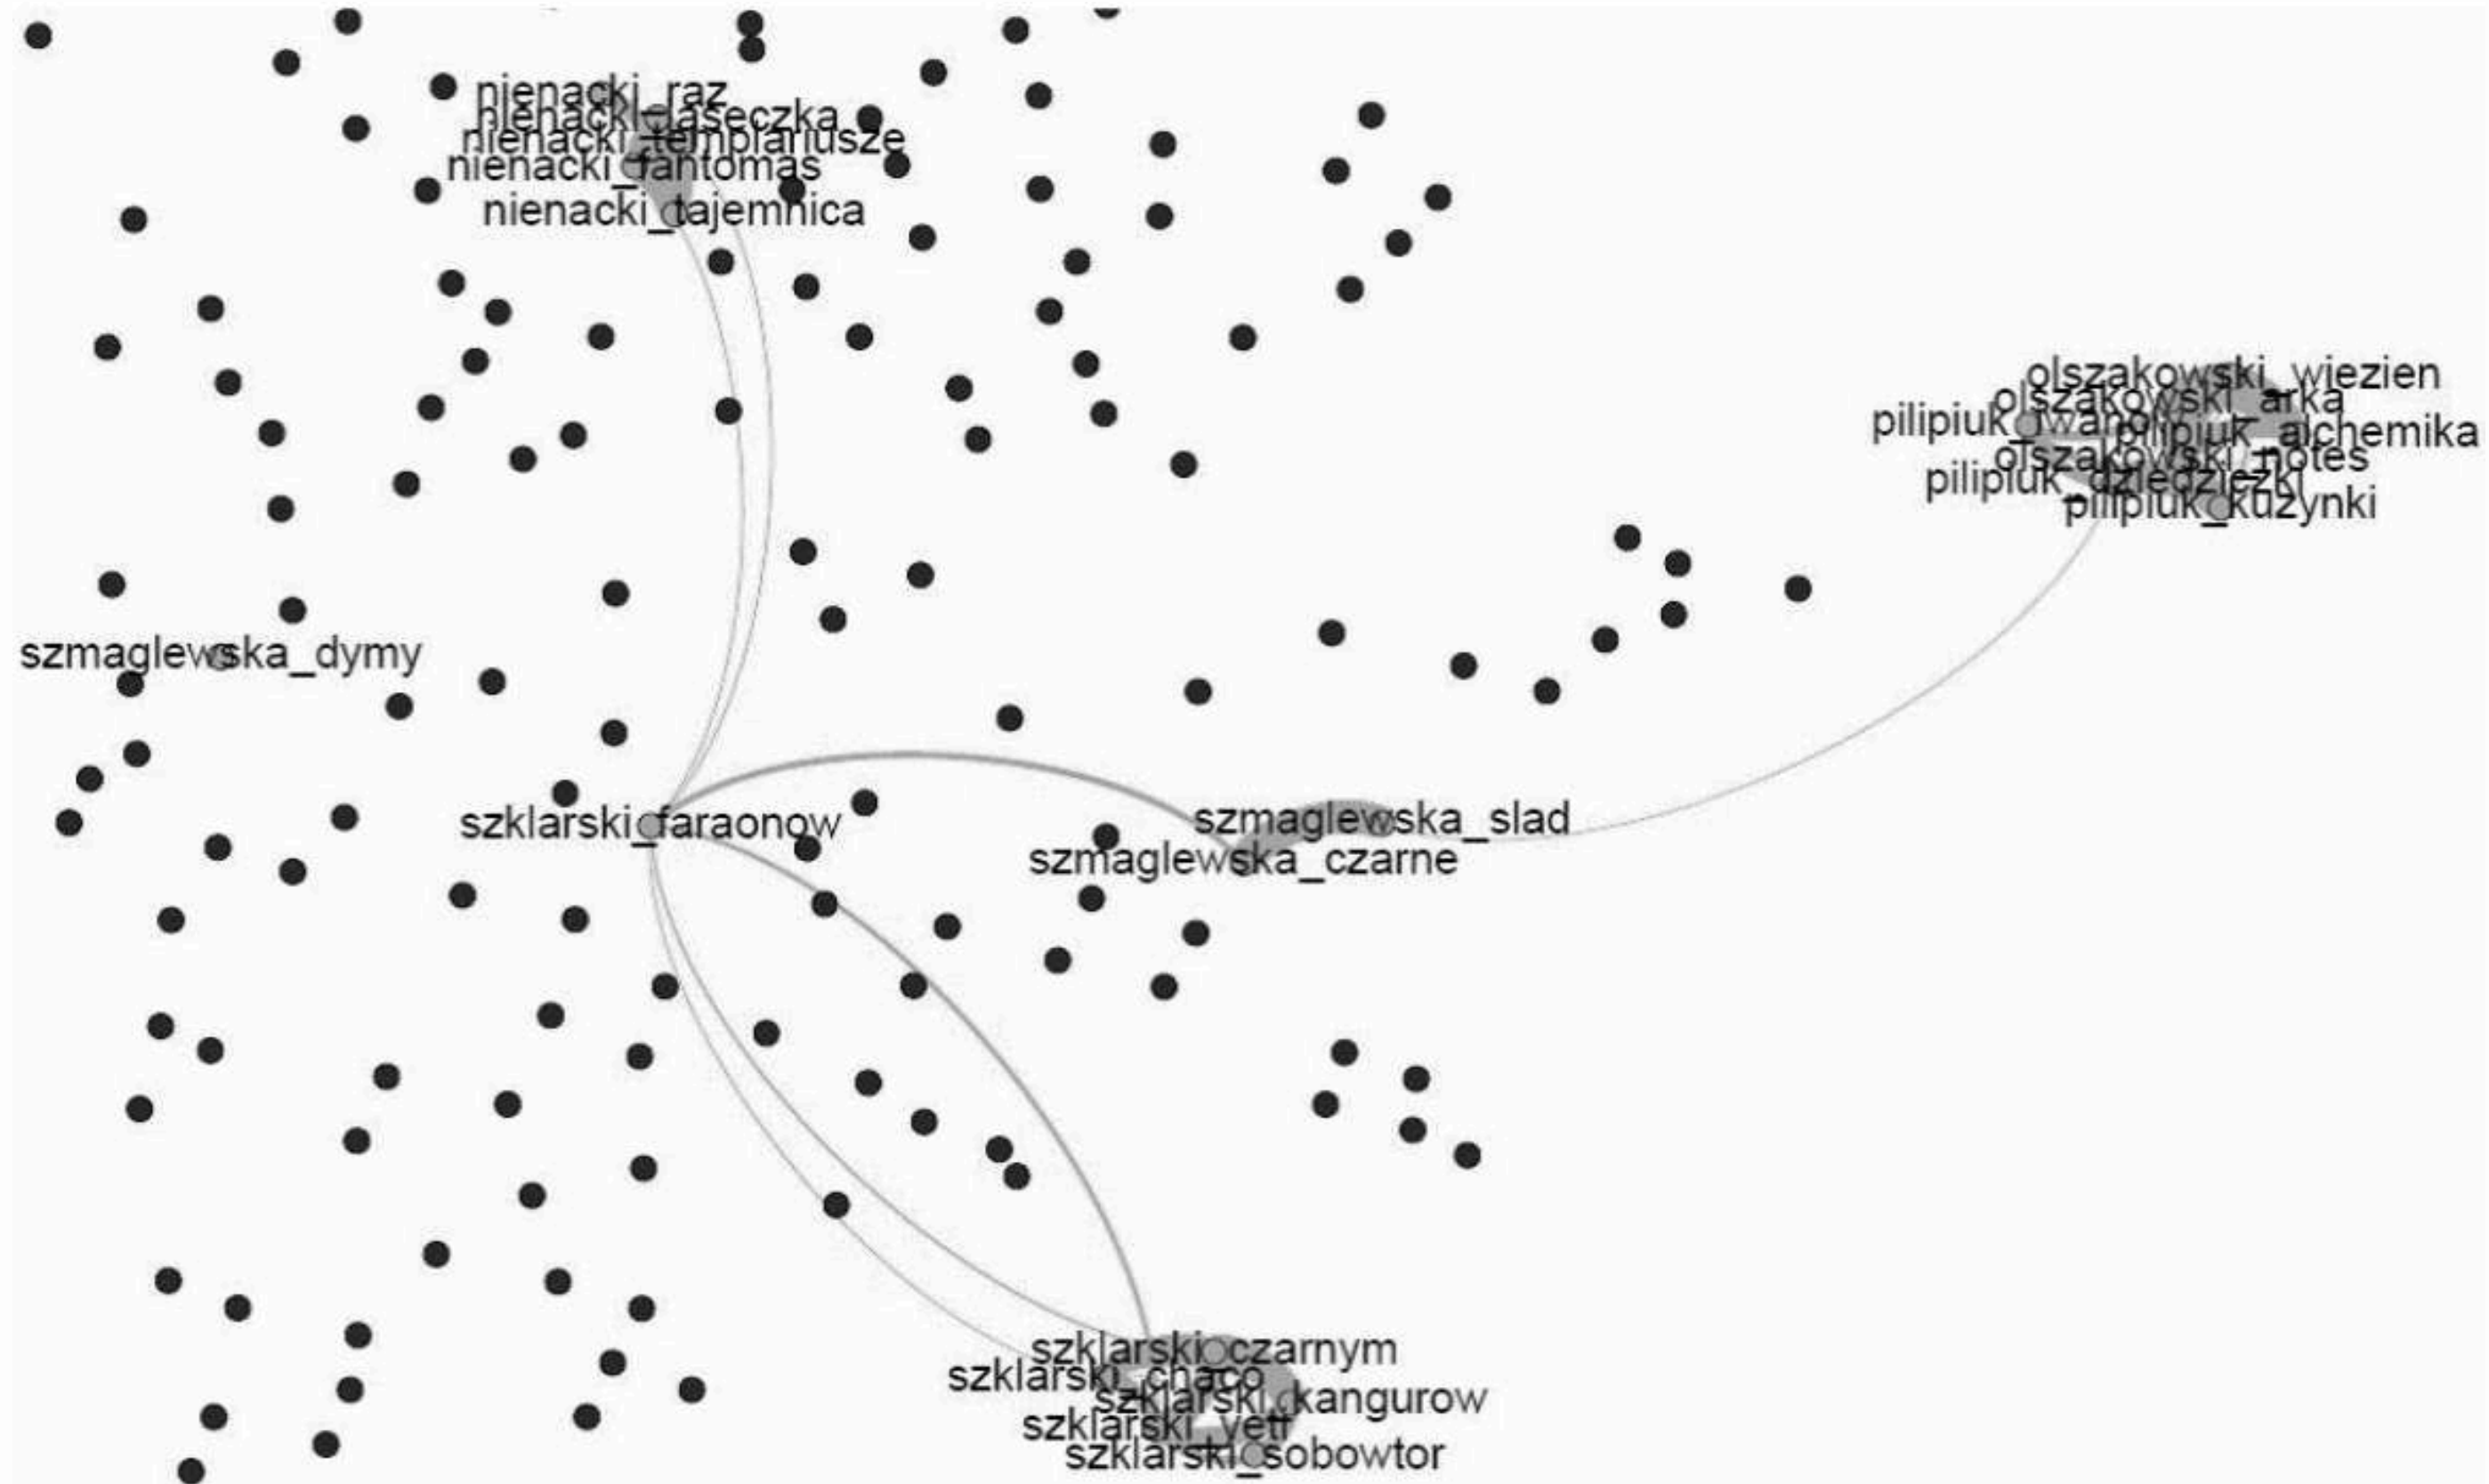 nienacki_raz
nienacki_laseczka
nienacki_templariusze
nienacki_fantomas
nienacki_tajemnica
olszakowski_wiezien
olszakowski_arka
pilipiuk_iwanow
pilipiuk_alchemika
olszakowski_notes
pilipiuk_dziedziczki
pilipiuk_kuzynki
szmaglewska_dymy
szklarski_faraonow
szmaglewska_slad
szmaglewska_czarne
szklarski_czarnym
szklarski_chaco
szklarski_kangurow
szklarski_yeti
szklarski_sobowtor